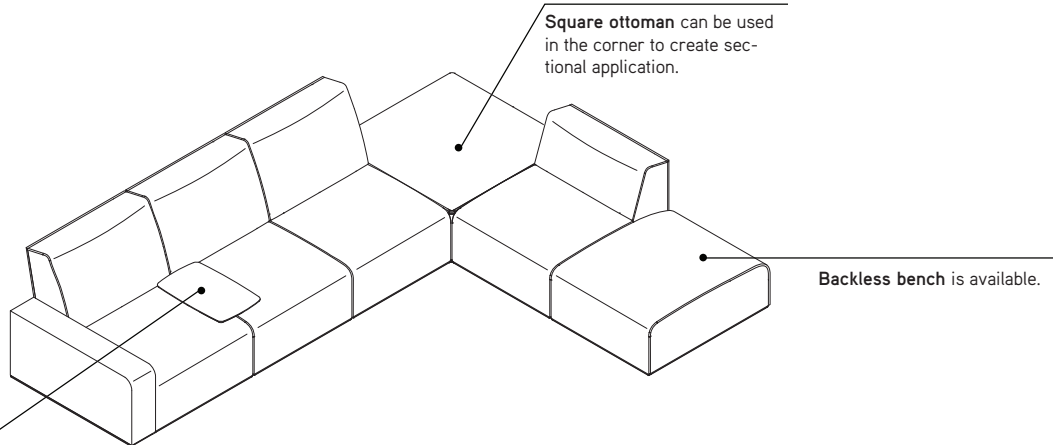 Square ottoman can be used
in the corner to create sec-
tional application.
Backless bench is available.